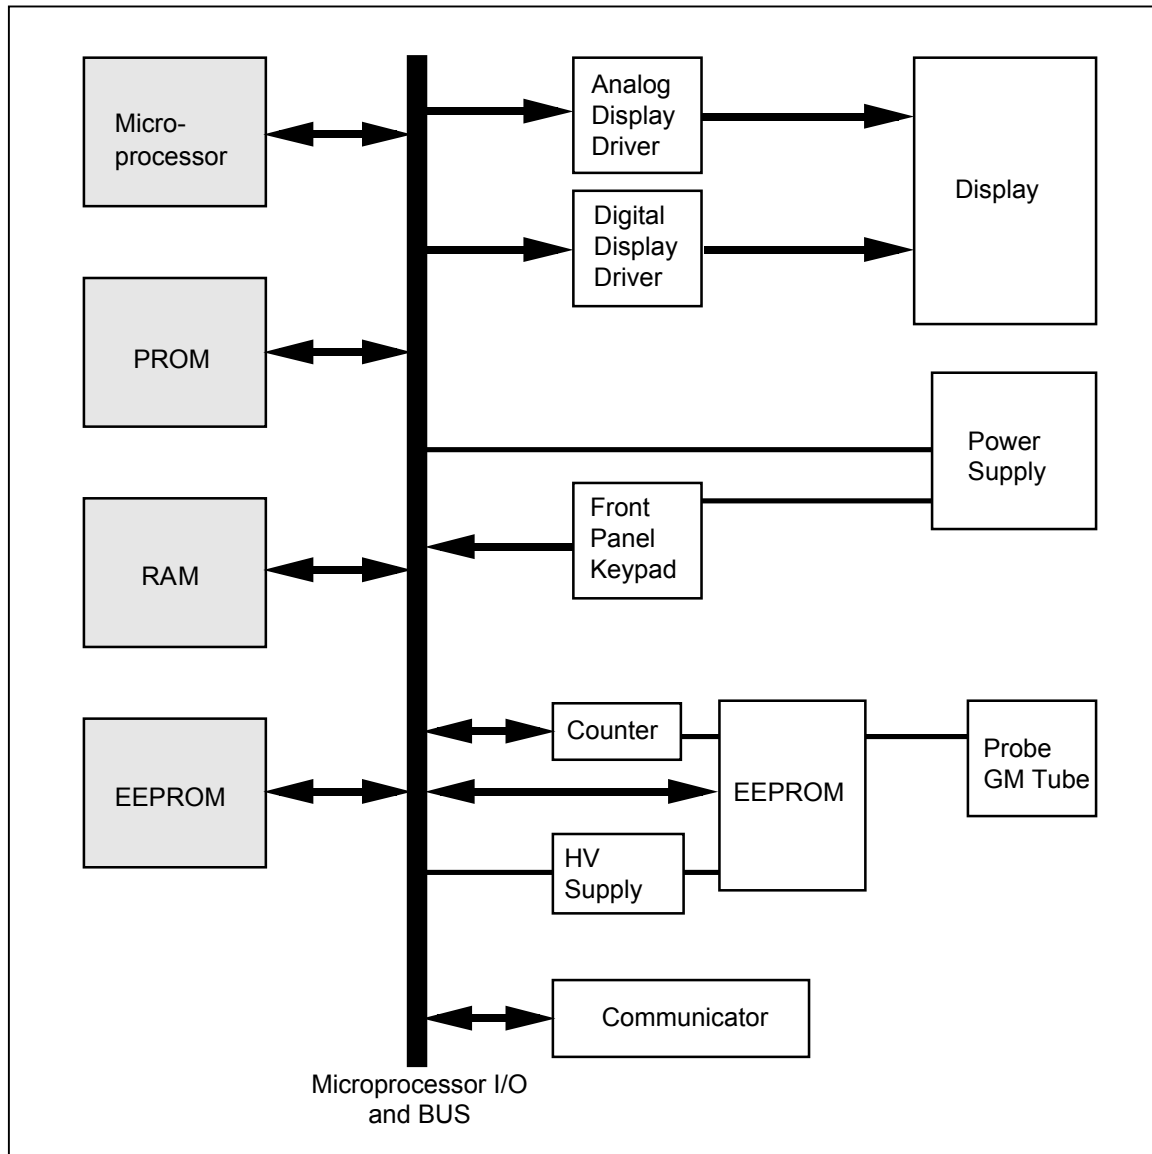 Micro-
processor
PROM
RAM
EEPROM
Analog
Display
Driver
Digital
Display
Driver
Display
Power
Supply
Front
Panel
Keypad
Counter
EEPROM
Probe
GM Tube
HV
Supply
Communicator
Microprocessor I/O
and BUS